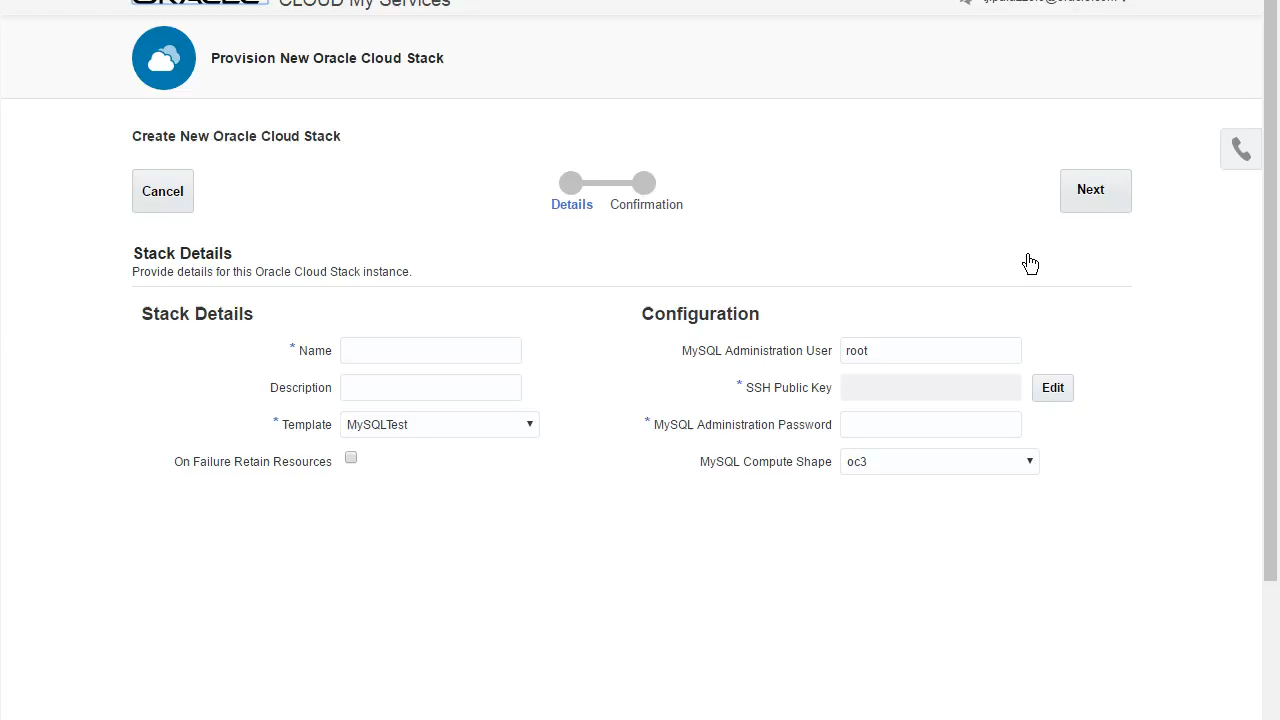 ORACLE CLOUD My Services
Provision New Oracle Cloud Stack
Create New Oracle Cloud Stack
Cancel
Details
Confirmation
Next
Stack Details
Provide details for this Oracle Cloud Stack instance.
Stack Details
* Name
Description
* Template MySQLTest
On Failure Retain Resources
Configuration
MySQL Administration User root
* SSH Public Key Edit
* MySQL Administration Password
MySQL Compute Shape oc3